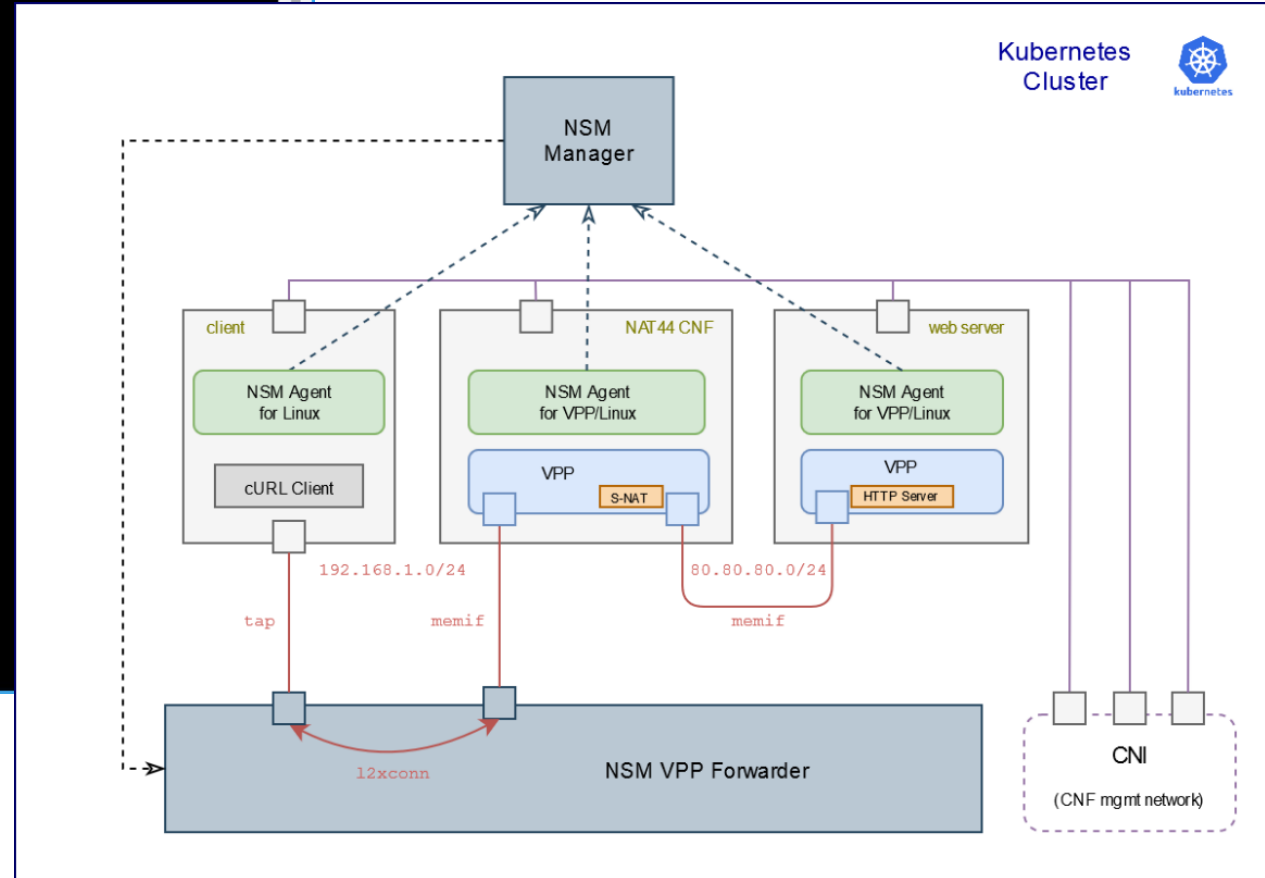 Kubernetes
Cluster
kubernetes
NSM
Manager
client
NAT44 CNF
web server
NSM Agent
for Linux
NSM Agent
for VPP/Linux
NSM Agent
for VPP/Linux
cURL Client
VPP
S-NAT
VPP
HTTP Server
192.168.1.0/24
80.80.80.0/24
tap
memif
memif
l2xconn
NSM VPP Forwarder
CNI
(CNF mgmt network)